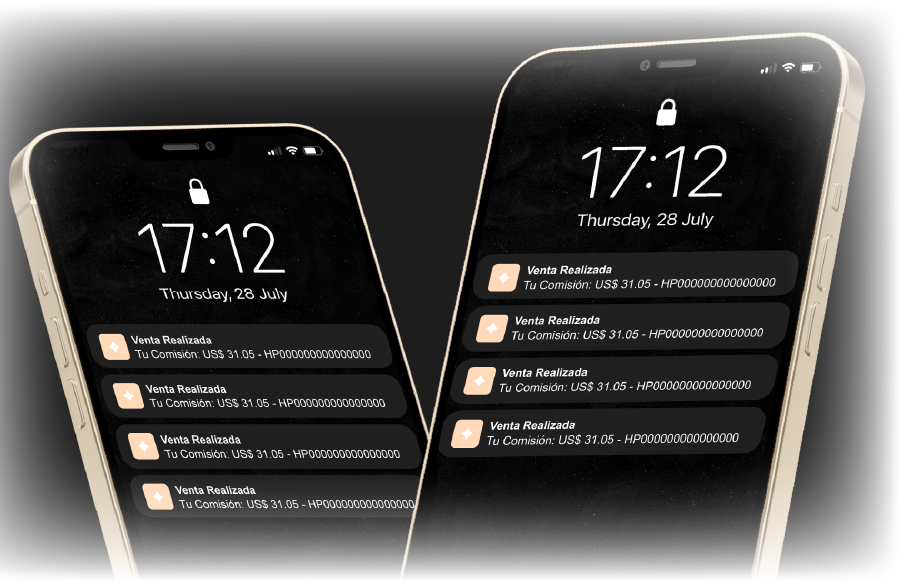 17:12
Thursday, 28 July
Venta Realizada
Tu Comisión: US$ 31.05 - HP000000000000000
Venta Realizada
Tu Comisión: US$ 31.05 - HP000000000000000
Venta Realizada
Tu Comisión: US$ 31.05 - HP000000000000000
Venta Realizada
Tu Comisión: US$ 31.05 - HP000000000000000
17:12
Thursday, 28 July
Venta Realizada
Tu Comisión: US$ 31.05 - HP000000000000000
Venta Realizada
Tu Comisión: US$ 31.05 - HP000000000000000
Venta Realizada
Tu Comisión: US$ 31.05 - HP000000000000000
Venta Realizada
Tu Comisión: US$ 31.05 - HP000000000000000